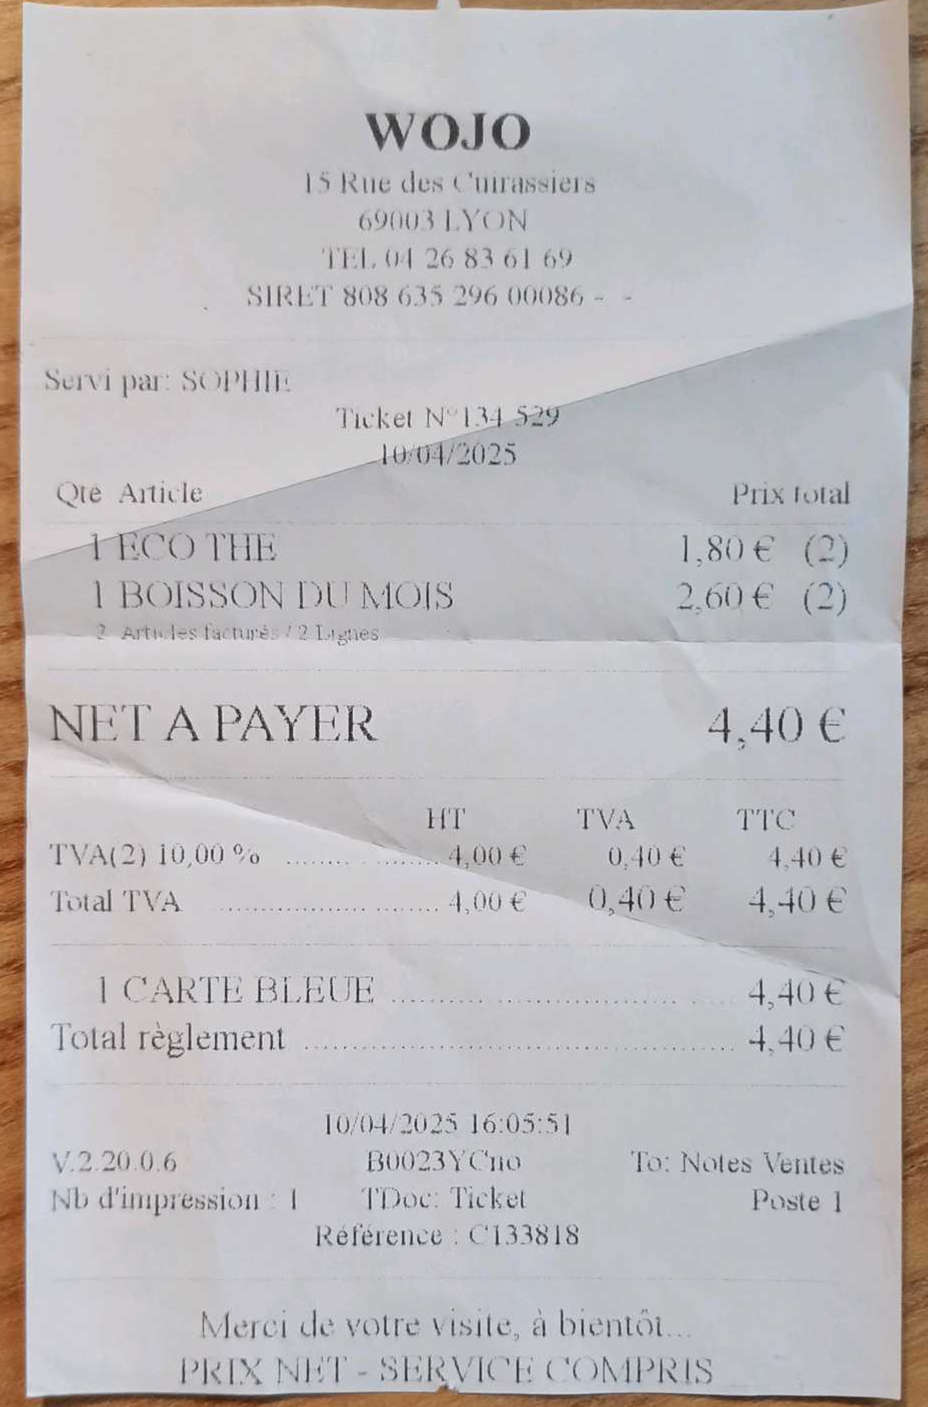 WOJO
15 Rue des Cuirassiers
69003 LYON
TEL 04 26 83 61 69
SIRET 808 635 296 00086 - -
Servi par: SOPHIE
Ticket N°134 529
10/04/2025
Qté Article Prix total
1 ECO THE 1,80 € (2)
1 BOISSON DU MOIS 2,60 € (2)
2 Articles facturés / 2 Lignes
NET A PAYER 4,40 €
HT TVA TTC
TVA(2) 10,00 % ........ ........ 4,00 € 0,40 € 4,40 €
Total TVA ........................ 4,00 € 0,40 € 4,40 €
1 CARTE BLEUE ................................ 4,40 €
Total règlement ........................................ 4,40 €
10/04/2025 16:05:51
V.2.20.0.6 B0023YCno To: Notes Ventes
Nb d'impression : 1 TDoc: Ticket Poste 1
Référence : C133818
Merci de votre visite, à bientôt...
PRIX NET - SERVICE COMPRIS